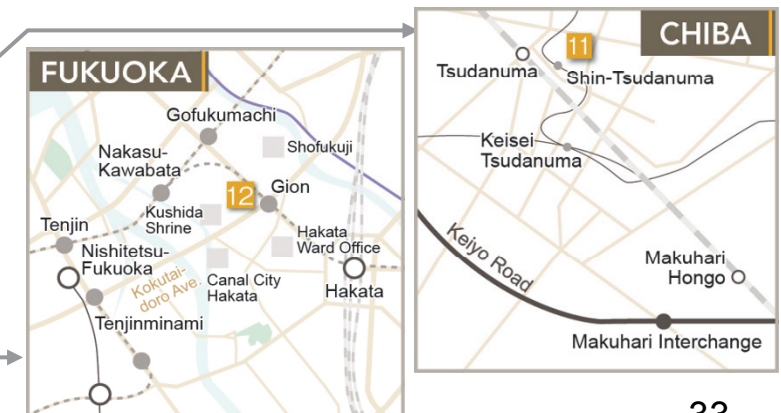 FUKUOKA
Gofukumachi
Shofukuji
Nakasu-
Kawabata
12
Gion
Kushida
Shrine
Tenjin
Hakata
Ward Office
Nishitetsu-
Fukuoka
Kokutai-
doro Ave.
Canal City
Hakata
Hakata
Tenjinminami
CHIBA
11
Tsudanuma
Shin-Tsudanuma
Keisei
Tsudanuma
Keiyo Road
Makuhari
Hongo
Makuhari Interchange